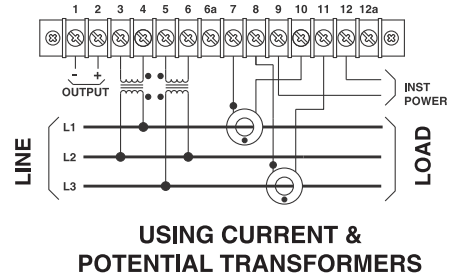 1 2 3 4 5 6 6a 7 8 9 10 11 12 12a
- +
OUTPUT
INST
POWER
LINE
L1
L2
L3
LOAD
USING CURRENT &
POTENTIAL TRANSFORMERS